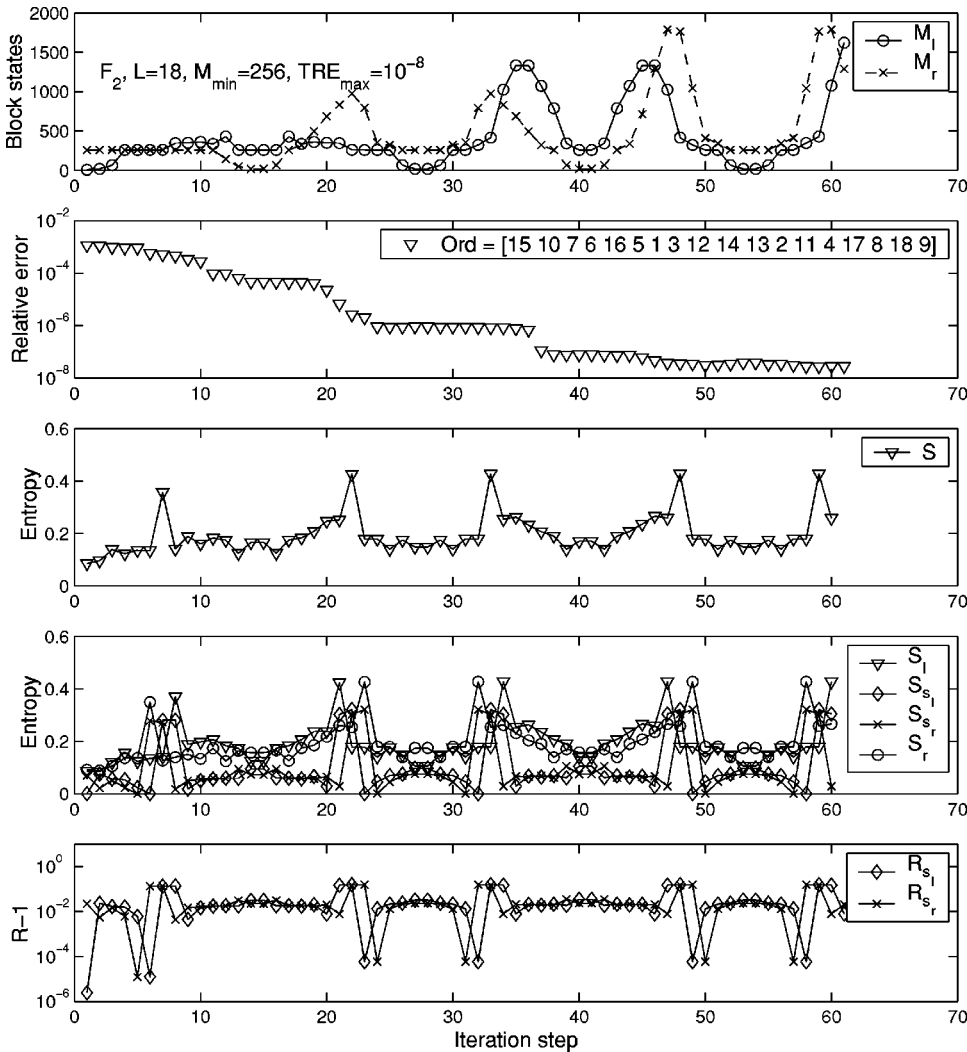 2000
1500
1000
500
0
Block states
F2, L=18, Mmin=256, TREmax=10−8
Ml
Mr
0 10 20 30 40 50 60 70
10−2
10−4
10−6
10−8
Relative error
Ord = [15 10 7 6 16 5 1 3 12 14 13 2 11 4 17 8 18 9]
0 10 20 30 40 50 60 70
0.6
0.4
0.2
0
Entropy
S
0 10 20 30 40 50 60 70
0.6
0.4
0.2
0
Entropy
Sl
Ssl
Ssr
Sr
0 10 20 30 40 50 60 70
100
10−2
10−4
10−6
R−1
Rsl
Rsr
0 10 20 30 40 50 60 70
Iteration step